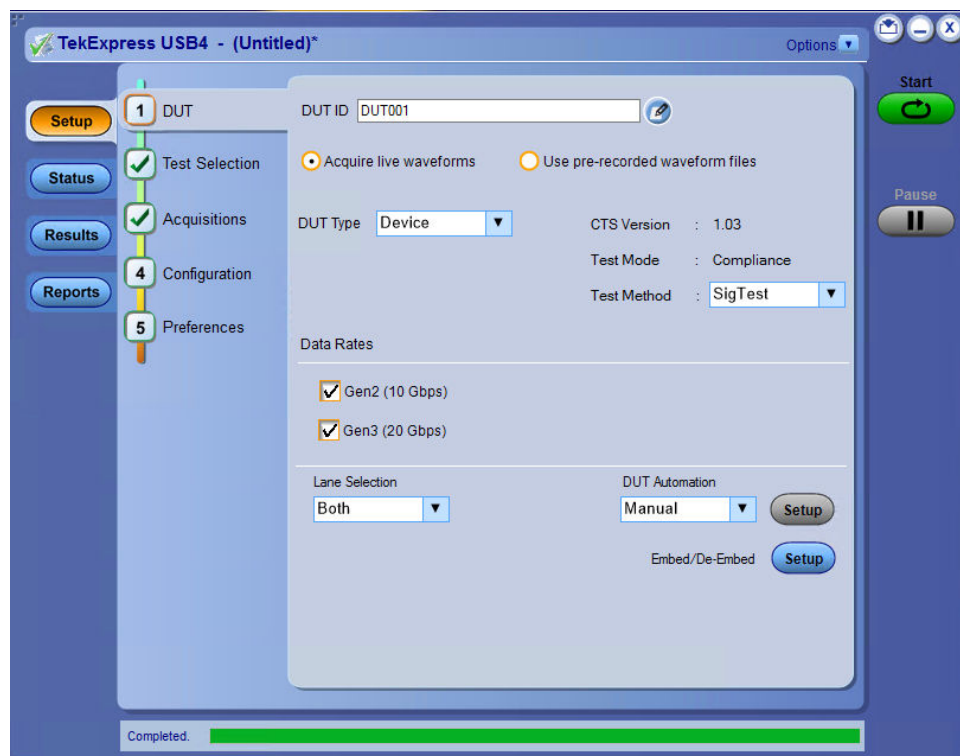 TekExpress USB4 - (Untitled)*
Options
Start
Pause
Setup
Status
Results
Reports
1 DUT
Test Selection
Acquisitions
4 Configuration
5 Preferences
DUT ID DUT001
Acquire live waveforms Use pre-recorded waveform files
DUT Type Device
CTS Version : 1.03
Test Mode : Compliance
Test Method : SigTest
Data Rates
Gen2 (10 Gbps)
Gen3 (20 Gbps)
Lane Selection
Both
DUT Automation
Manual Setup
Embed/De-Embed Setup
Completed.